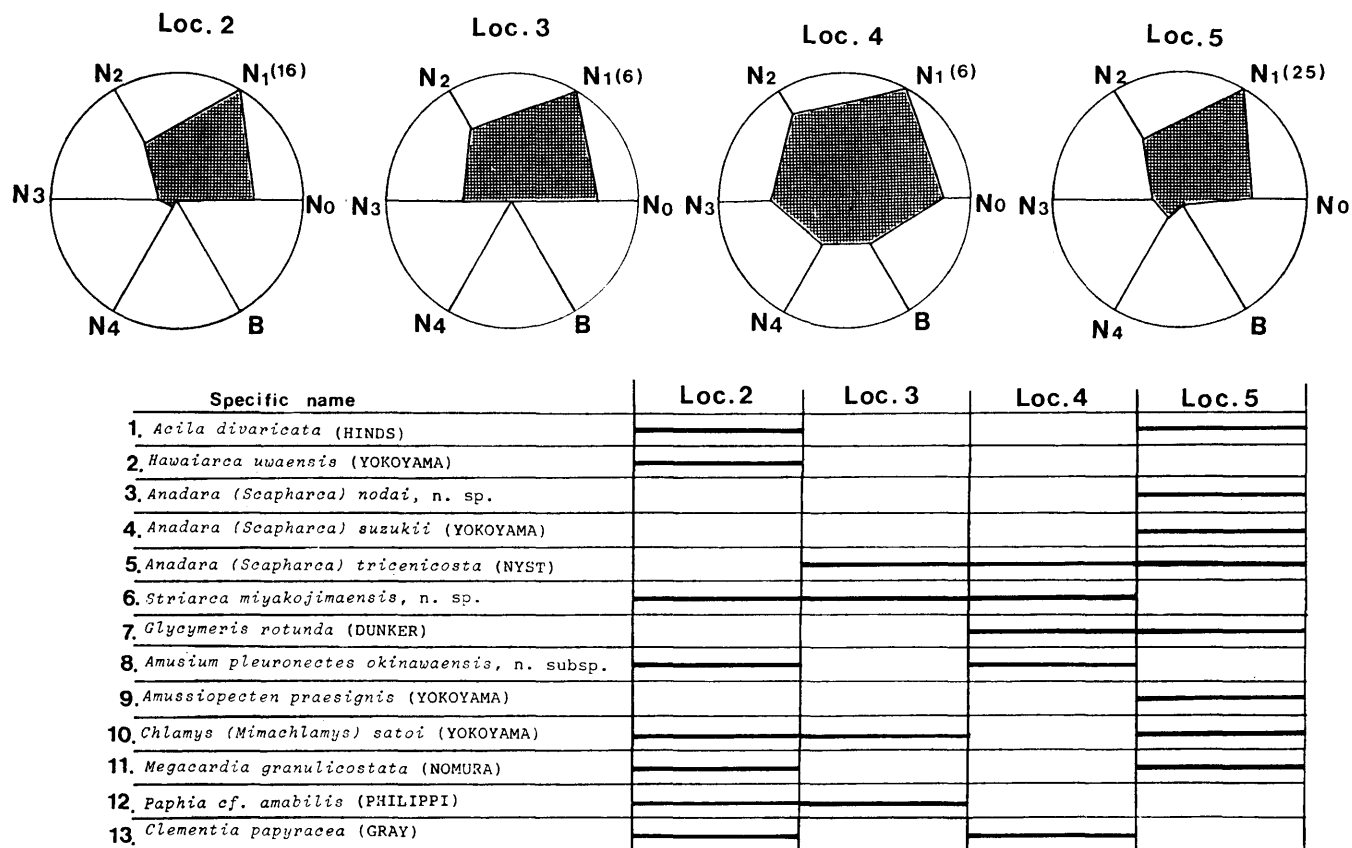 Loc. 2 Loc. 3 Loc. 4 Loc. 5
N2 N1(16) N2 N1(6) N2 N1(6) N2 N1(25)
N3 No N3 No N3 No N3 No
N4 B N4 B N4 B N4 B
Specific name Loc.2 Loc.3 Loc.4 Loc.5
1. Acila divaricata (HINDS)
2. Hawaiarca uwaensis (YOKOYAMA)
3. Anadara (Scapharca) nodai, n. sp.
4. Anadara (Scapharca) suzukii (YOKOYAMA)
5. Anadara (Scapharca) tricenicosta (NYST)
6. Striarca miyakojimaensis, n. sp.
7. Glycymeris rotunda (DUNKER)
8. Amusium pleuronectes okinawaensis, n. subsp.
9. Amussiopecten praesignis (YOKOYAMA)
10. Chlamys (Mimachlamys) satoi (YOKOYAMA)
11. Megacardia granulicostata (NOMURA)
12. Paphia cf. amabilis (PHILIPPI)
13. Clementia papyracea (GRAY)